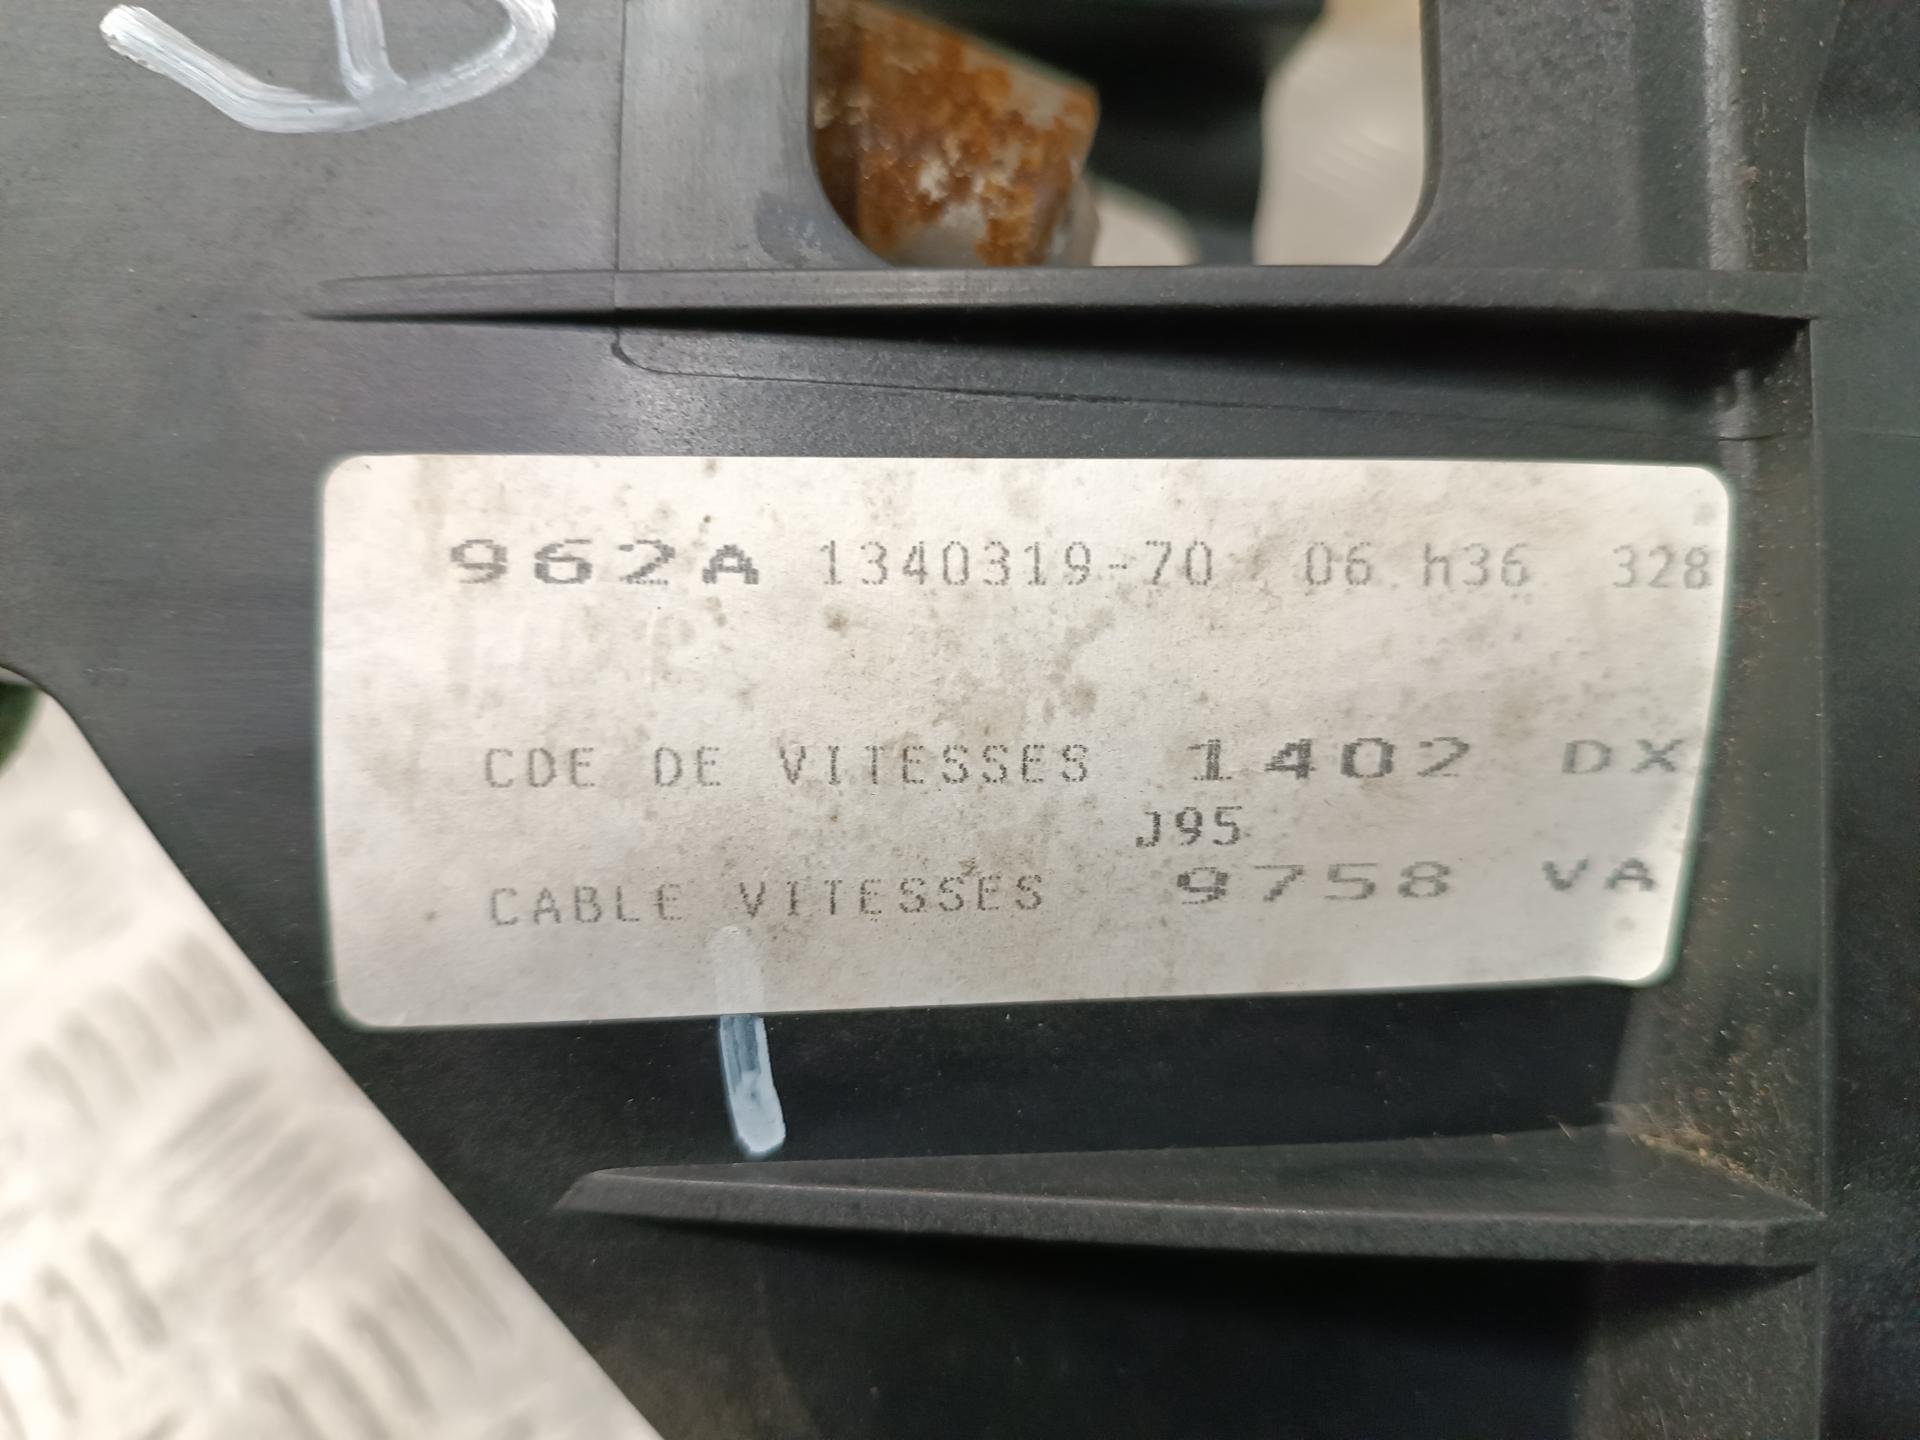 962A 1340319-70 06 h36 328
CDE DE VITESSES 1402 DX
J95
CABLE VITESSES 9758 VA